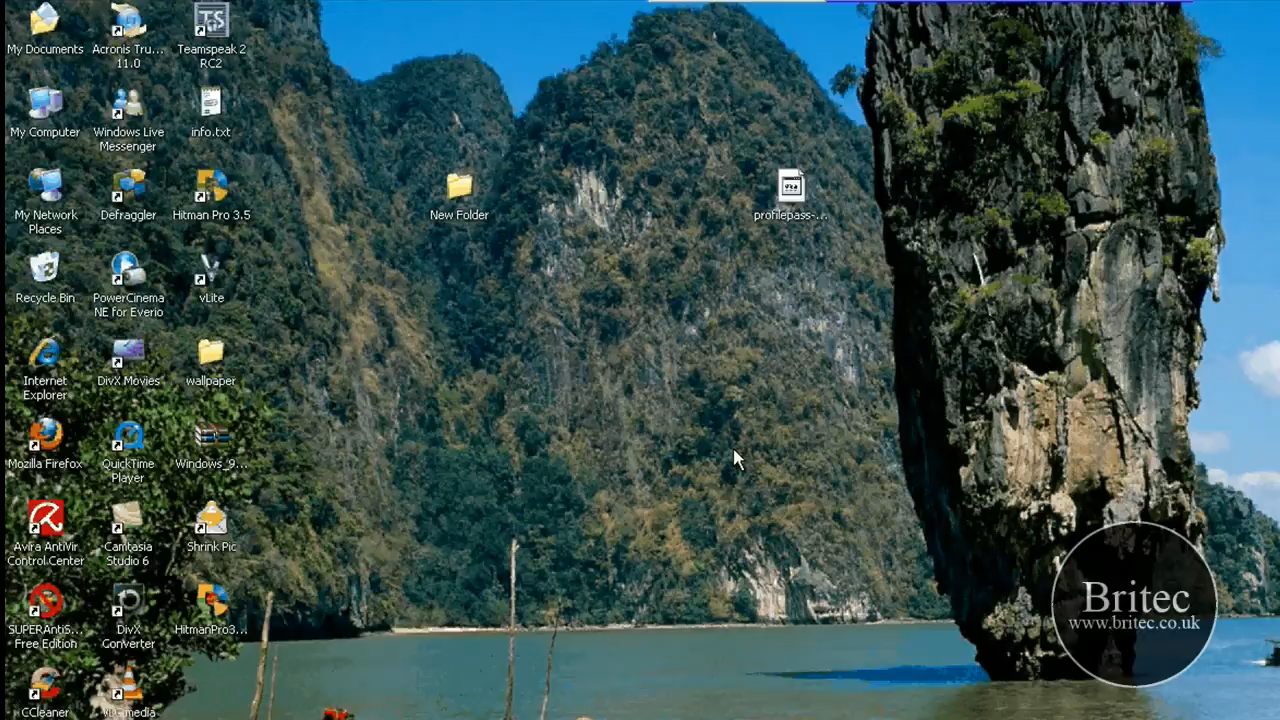 My Documents
Acronis Tru...
11.0
Teamspeak 2
RC2
My Computer
Windows Live
Messenger
info.txt
My Network
Places
Defraggler
Hitman Pro 3.5
New Folder
profilepass-...
Recycle Bin
PowerCinema
NE for Everio
vLite
Internet
Explorer
DivX Movies
wallpaper
Mozilla Firefox
QuickTime
Player
Windows_9...
Avira AntiVir
Control Center
Camtasia
Studio 6
Shrink Pic
SUPERAntiS...
Free Edition
DivX
Converter
HitmanPro3...
CCleaner
VLC media
Britec
www.britec.co.uk